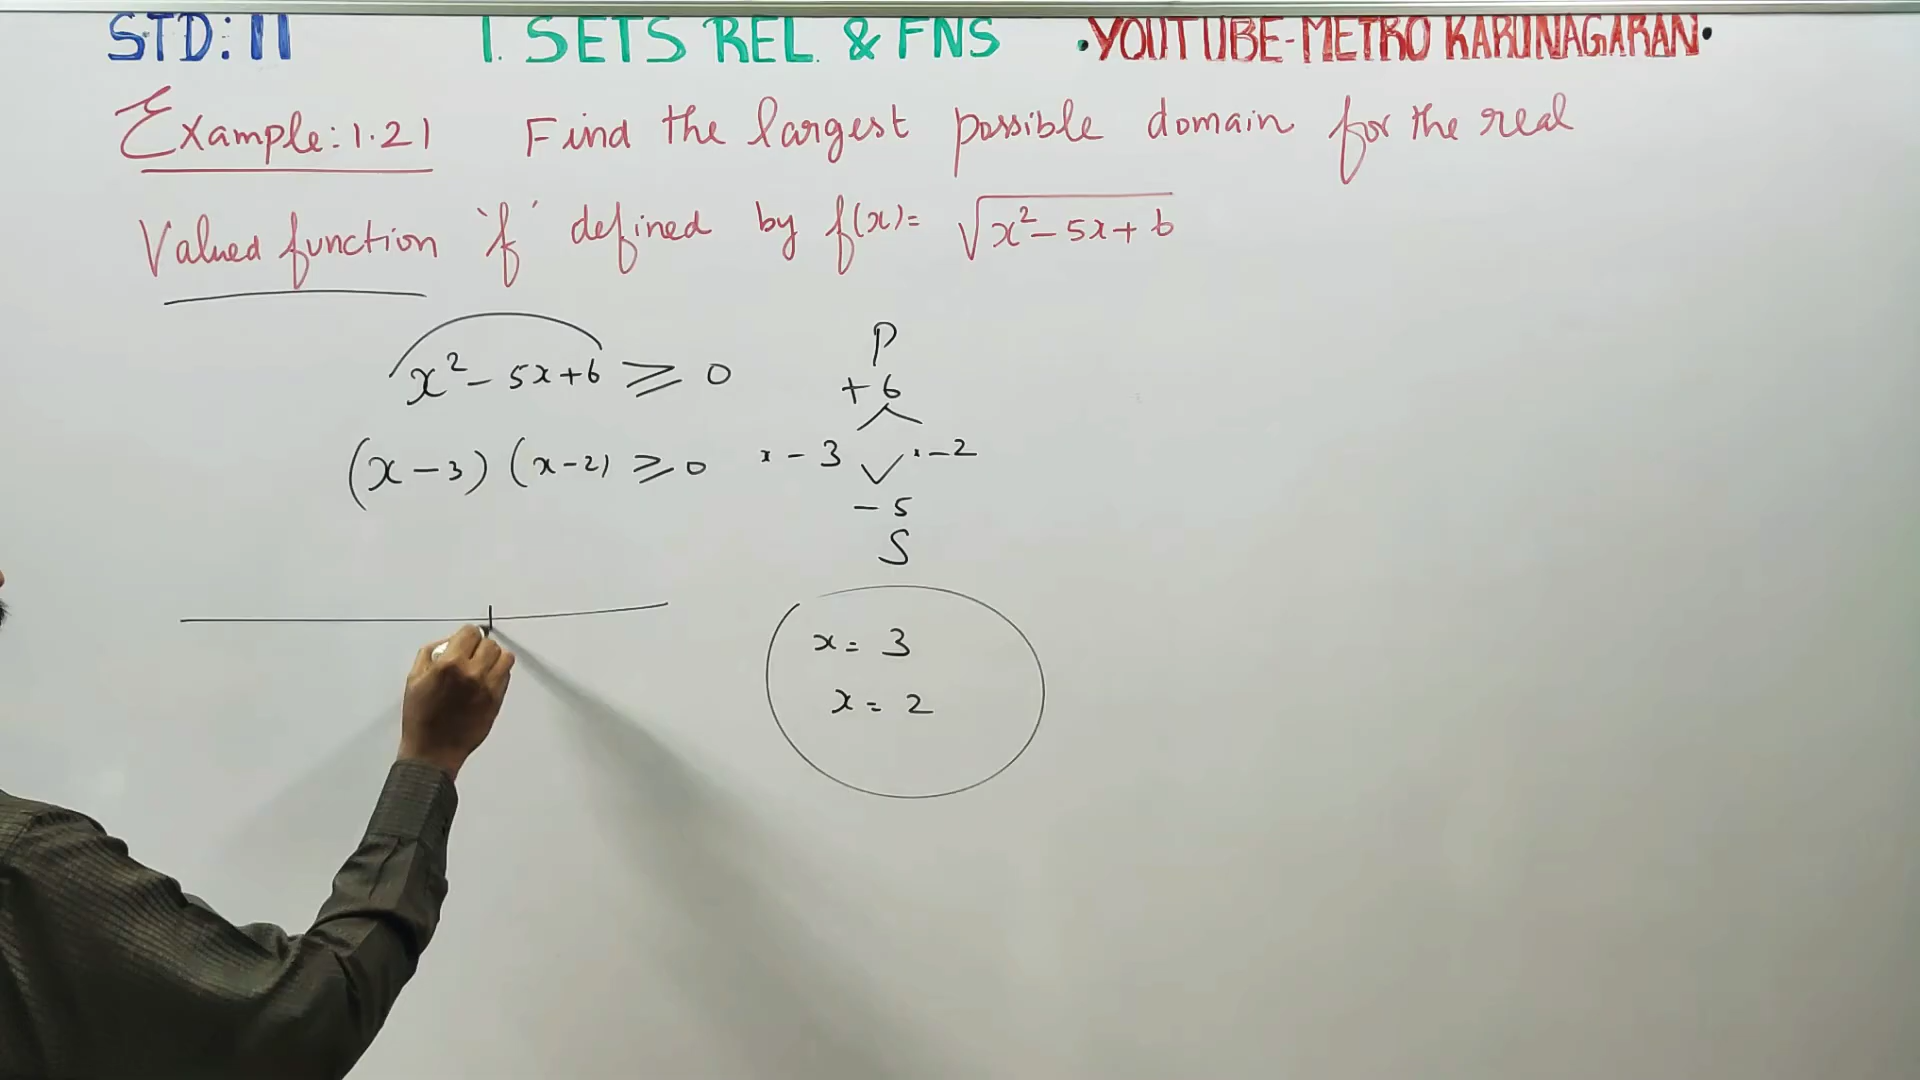 STD: 11 1. SETS REL. & FNS •YOUTUBE-METRO KARUNAGARAN•
Example: 1.21 Find the largest possible domain for the real
Valued function 'f' defined by f(x)= √x²-5x+6
x²-5x+6 ≥ 0
(x-3) (x-2) ≥ 0
P
+6
x-3 x-2
-5
S
x = 3
x = 2